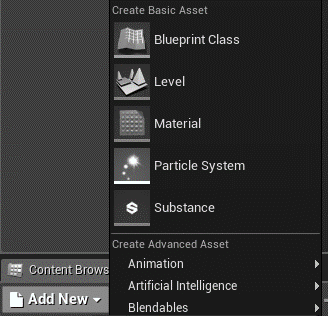 Create Basic Asset
Blueprint Class
Level
Material
Particle System
Substance
Create Advanced Asset
Animation
Artificial Intelligence
Blendables
Content Brows
Add New